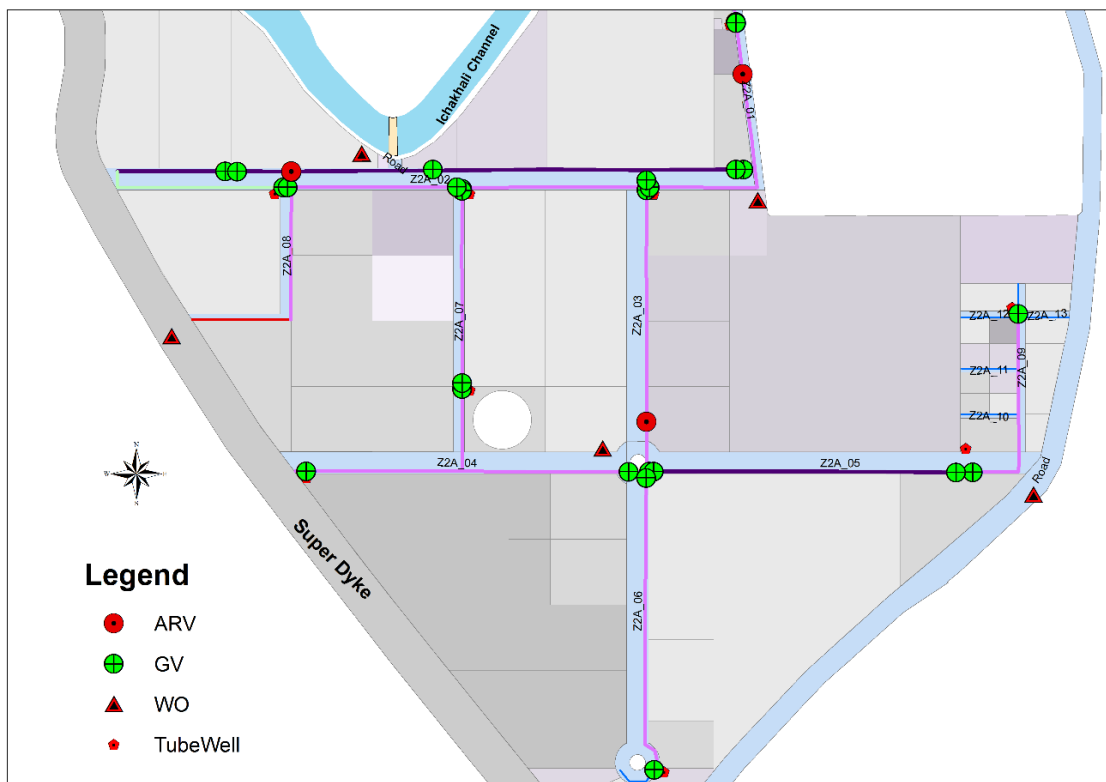 Ichakhali Channel
Z2A_01
Road
Z2A_02
Z2A_08
Z2A_07
Z2A_03
Z2A_12
Z2A_13
Z2A_09
Z2A_11
Z2A_10
Z2A_04
Z2A_05
Road
N
W
E
S
Super Dyke
Z2A_06
Legend
ARV
GV
WO
TubeWell